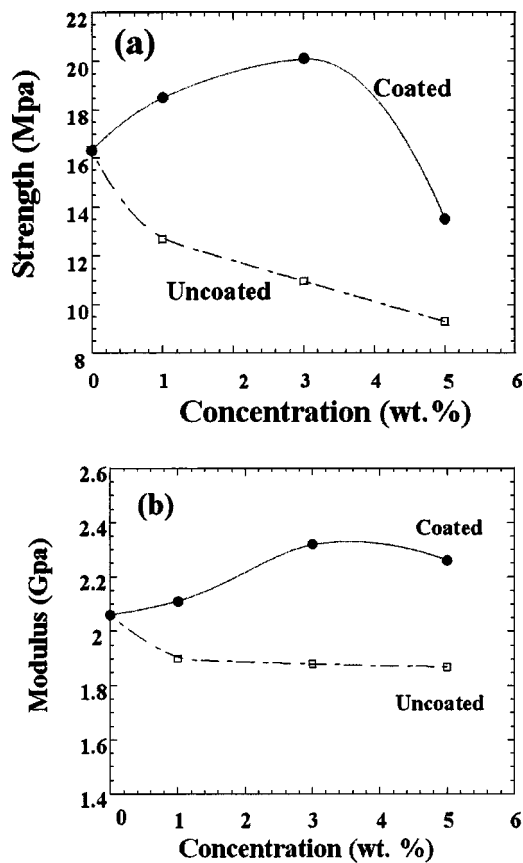 (a)
Strength (Mpa)
22
20
18
16
14
12
10
8
Coated
Uncoated
0 1 2 3 4 5 6
Concentration (wt.%)
(b)
Modulus (Gpa)
2.6
2.4
2.2
2
1.8
1.6
1.4
Coated
Uncoated
0 1 2 3 4 5 6
Concentration (wt. %)